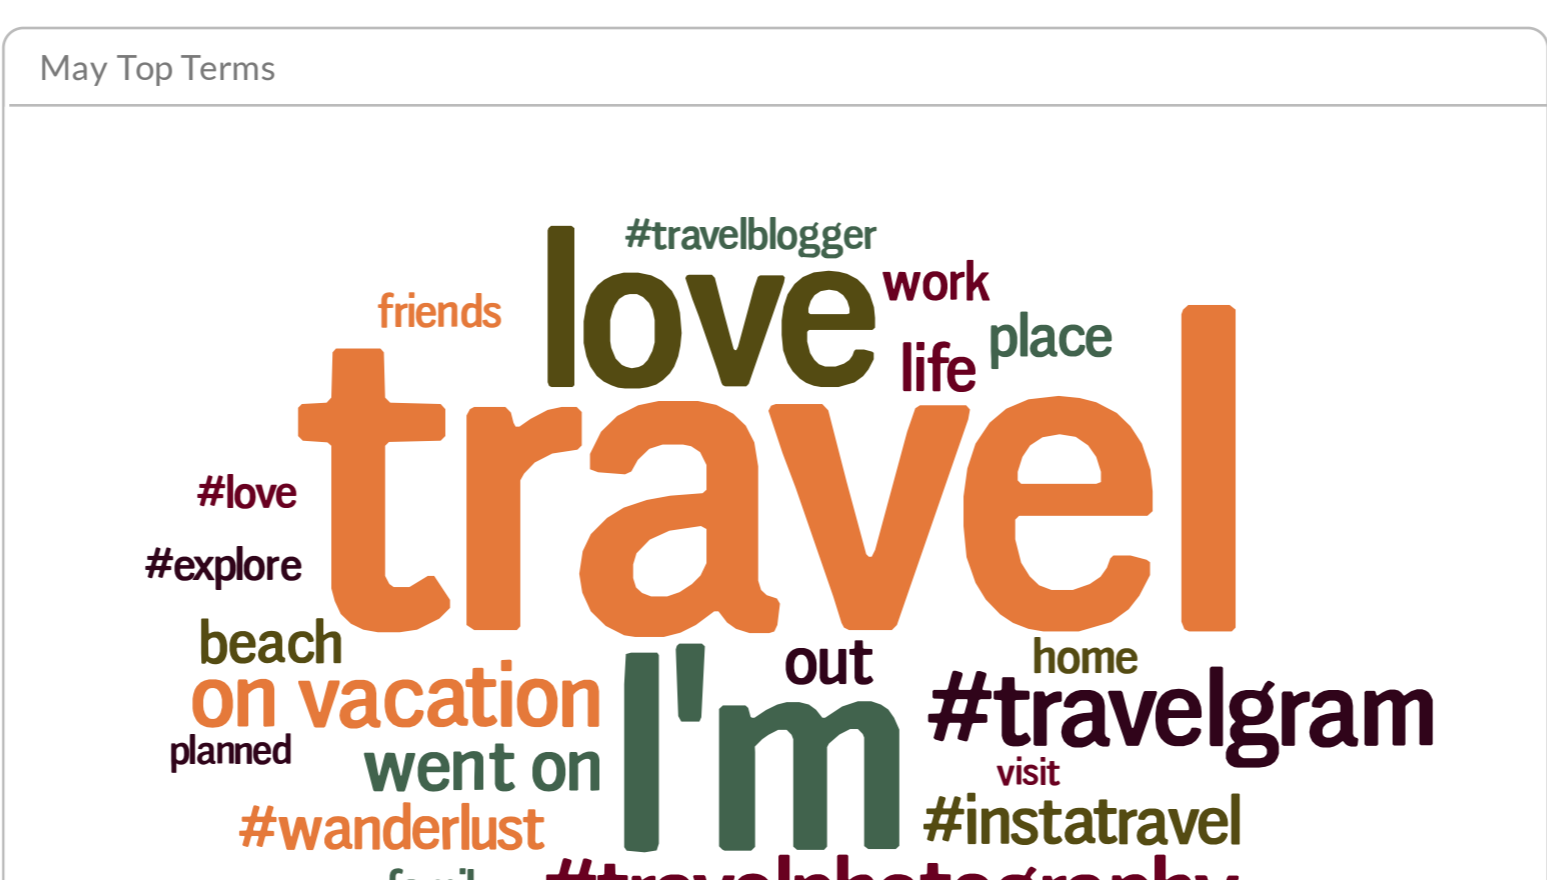 May Top Terms
#travelblogger
love
work
friends
place
life
travel
#love
#explore
beach
out
home
on vacation
I'm
#travelgram
planned
went on
visit
#wanderlust
#instatravel
#travelphotography